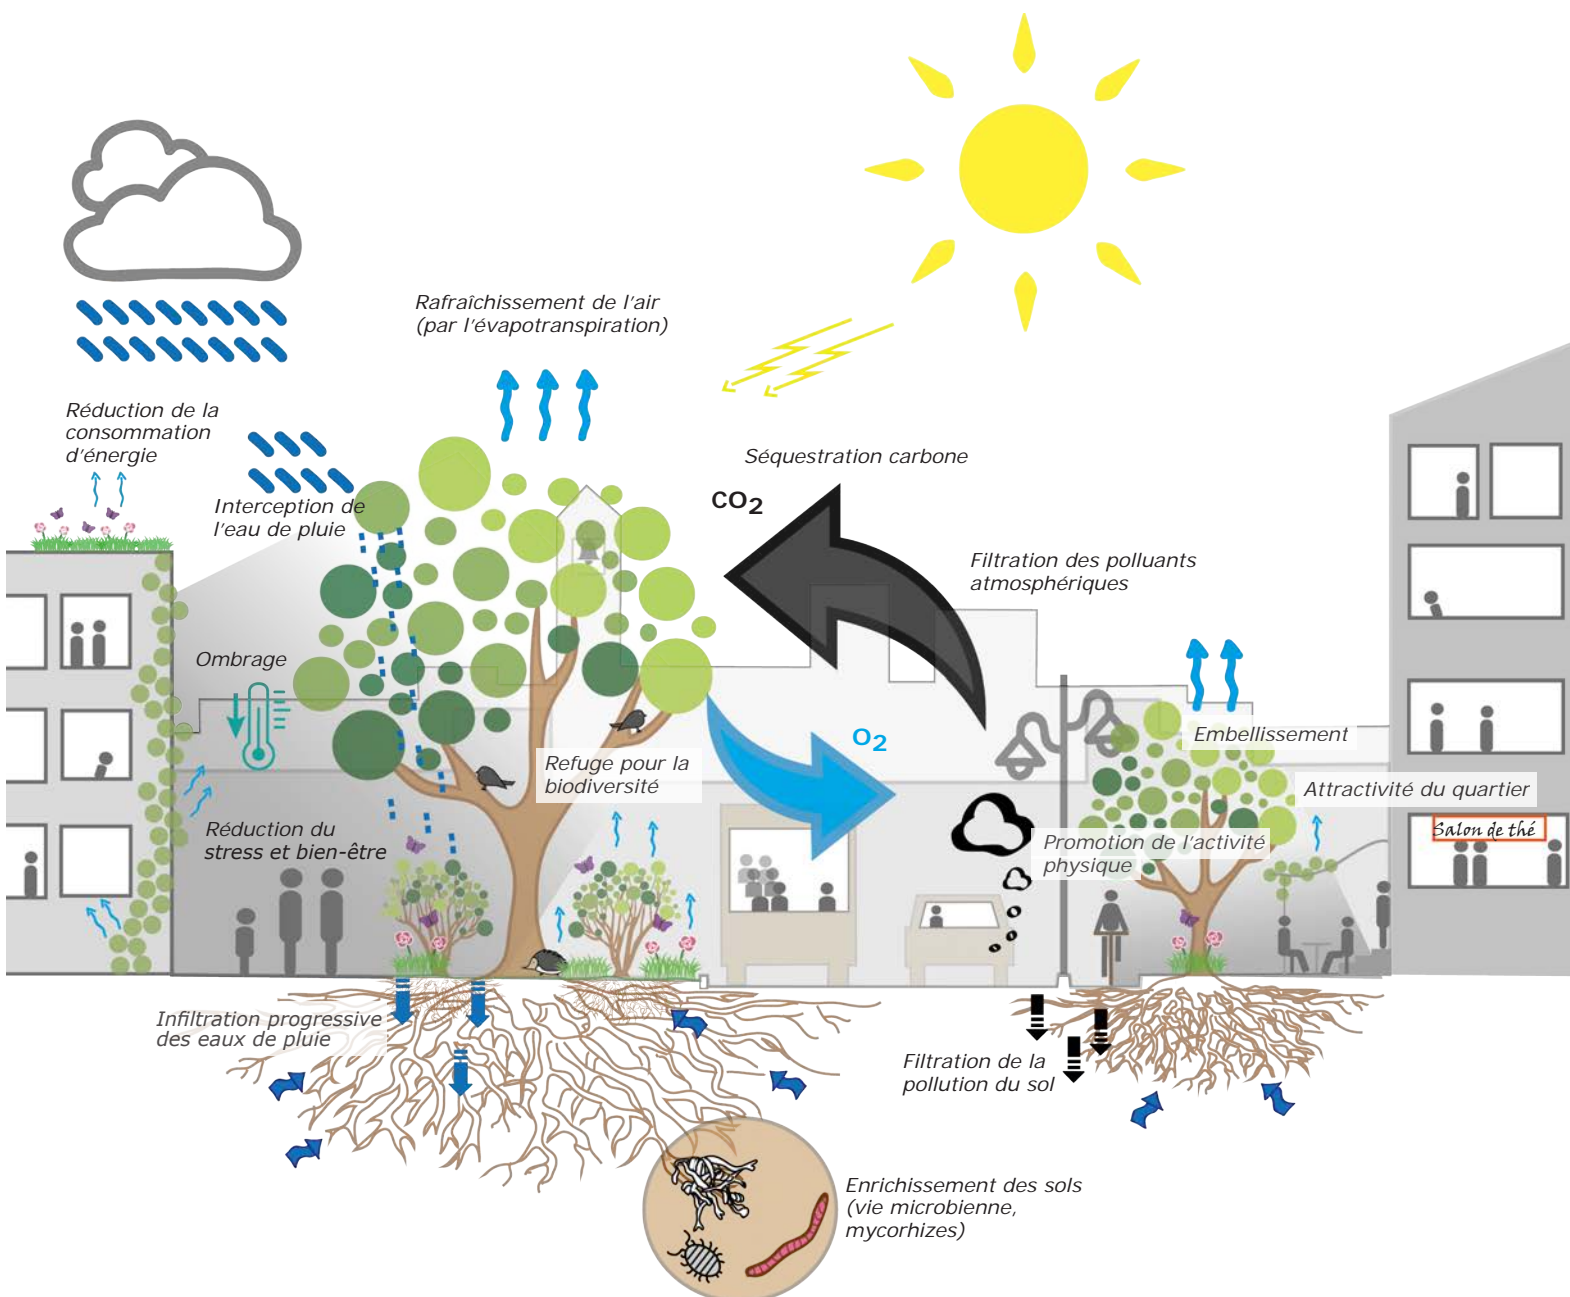 Rafraîchissement de l'air
(par l'évapotranspiration)
Réduction de la
consommation
d'énergie
Interception de
l'eau de pluie
Séquestration carbone
CO2
Filtration des polluants
atmosphériques
Ombrage
O2
Embellissement
Refuge pour la
biodiversité
Attractivité du quartier
Salon de thé
Réduction du
stress et bien-être
Promotion de l'activité
physique
Infiltration progressive
des eaux de pluie
Filtration de la
pollution du sol
Enrichissement des sols
(vie microbienne,
mycorhizes)